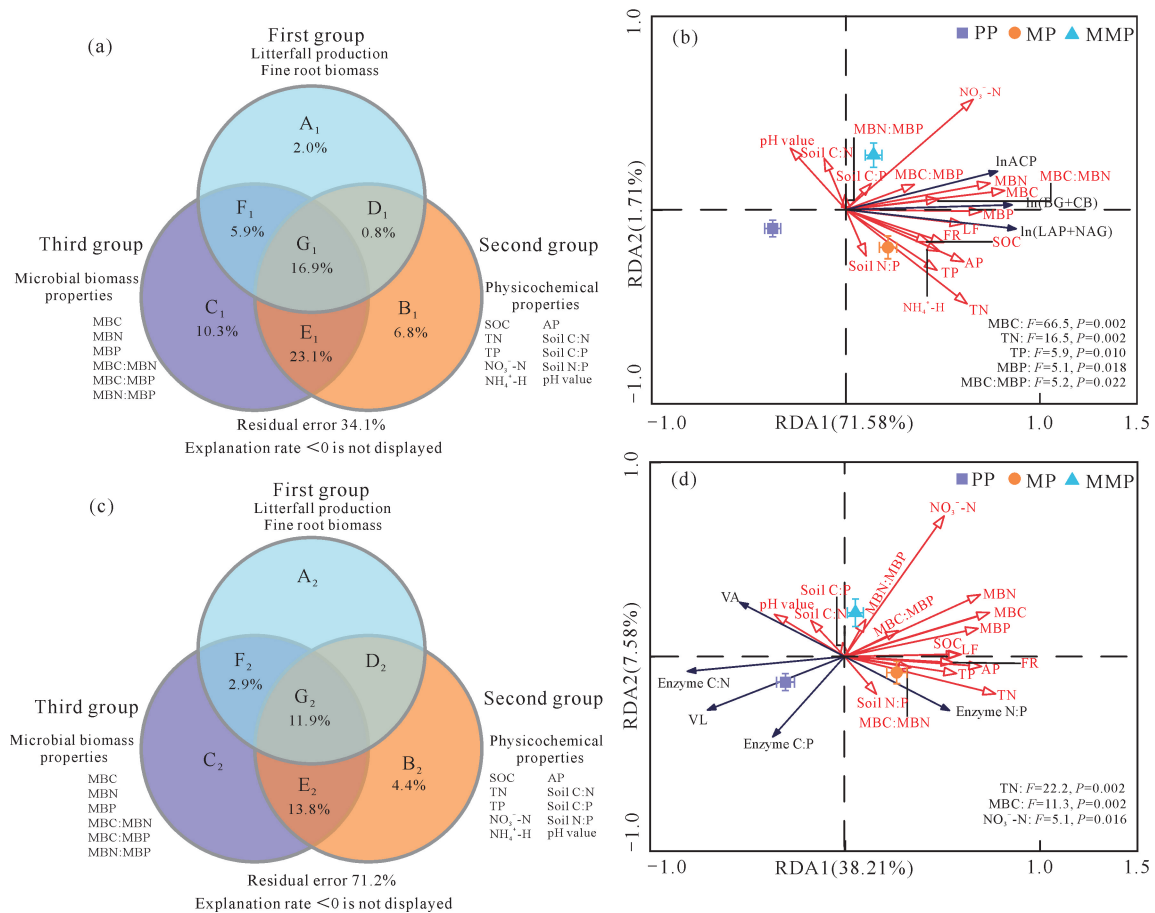 (a)
First group
Litterfall production
Fine root biomass
A₁
2.0%
F₁
5.9%
D₁
0.8%
G₁
16.9%
Third group
Second group
Microbial biomass
properties
MBC
MBN
MBP
MBC:MBN
MBC:MBP
MBN:MBP
C₁
10.3%
E₁
23.1%
B₁
6.8%
Physicochemical
properties
SOC AP
TN Soil C:N
TP Soil C:P
NO₃⁻-N Soil N:P
NH₄⁺-H pH value
Residual error 34.1%
Explanation rate <0 is not displayed
(b)
PP MP MMP
1.0
RDA2(1.71%)
−1.0
NO₃⁻-N
MBN:MBP
pH value
Soil C:N
Soil C:P
MBC:MBP
lnACP
MBN
MBC:MBN
MBC
ln(BG+CB)
MBP
LF
ln(LAP+NAG)
FR
SOC
Soil N:P
AP
TP
NH₄⁺-H
TN
MBC: F=66.5, P=0.002
TN: F=16.5, P=0.002
TP: F=5.9, P=0.010
MBP: F=5.1, P=0.018
MBC:MBP: F=5.2, P=0.022
−1.0 RDA1(71.58%) 1.0 1.5
(c)
First group
Litterfall production
Fine root biomass
A₂
F₂
2.9%
D₂
G₂
11.9%
Third group
Second group
Microbial biomass
properties
MBC
MBN
MBP
MBC:MBN
MBC:MBP
MBN:MBP
C₂
E₂
13.8%
B₂
4.4%
Physicochemical
properties
SOC AP
TN Soil C:N
TP Soil C:P
NO₃⁻-N Soil N:P
NH₄⁺-H pH value
Residual error 71.2%
Explanation rate <0 is not displayed
(d)
PP MP MMP
1.0
RDA2(7.58%)
−1.0
NO₃⁻-N
MBN:MBP
Soil C:P
VA
pH value
Soil C:N
MBC:MBP
MBN
MBC
MBP
SOC
LF
FR
AP
TP
TN
Enzyme C:N
VL
Enzyme C:P
Soil N:P
MBC:MBN
Enzyme N:P
TN: F=22.2, P=0.002
MBC: F=11.3, P=0.002
NO₃⁻-N: F=5.1, P=0.016
−1.0 RDA1(38.21%) 1.0 1.5